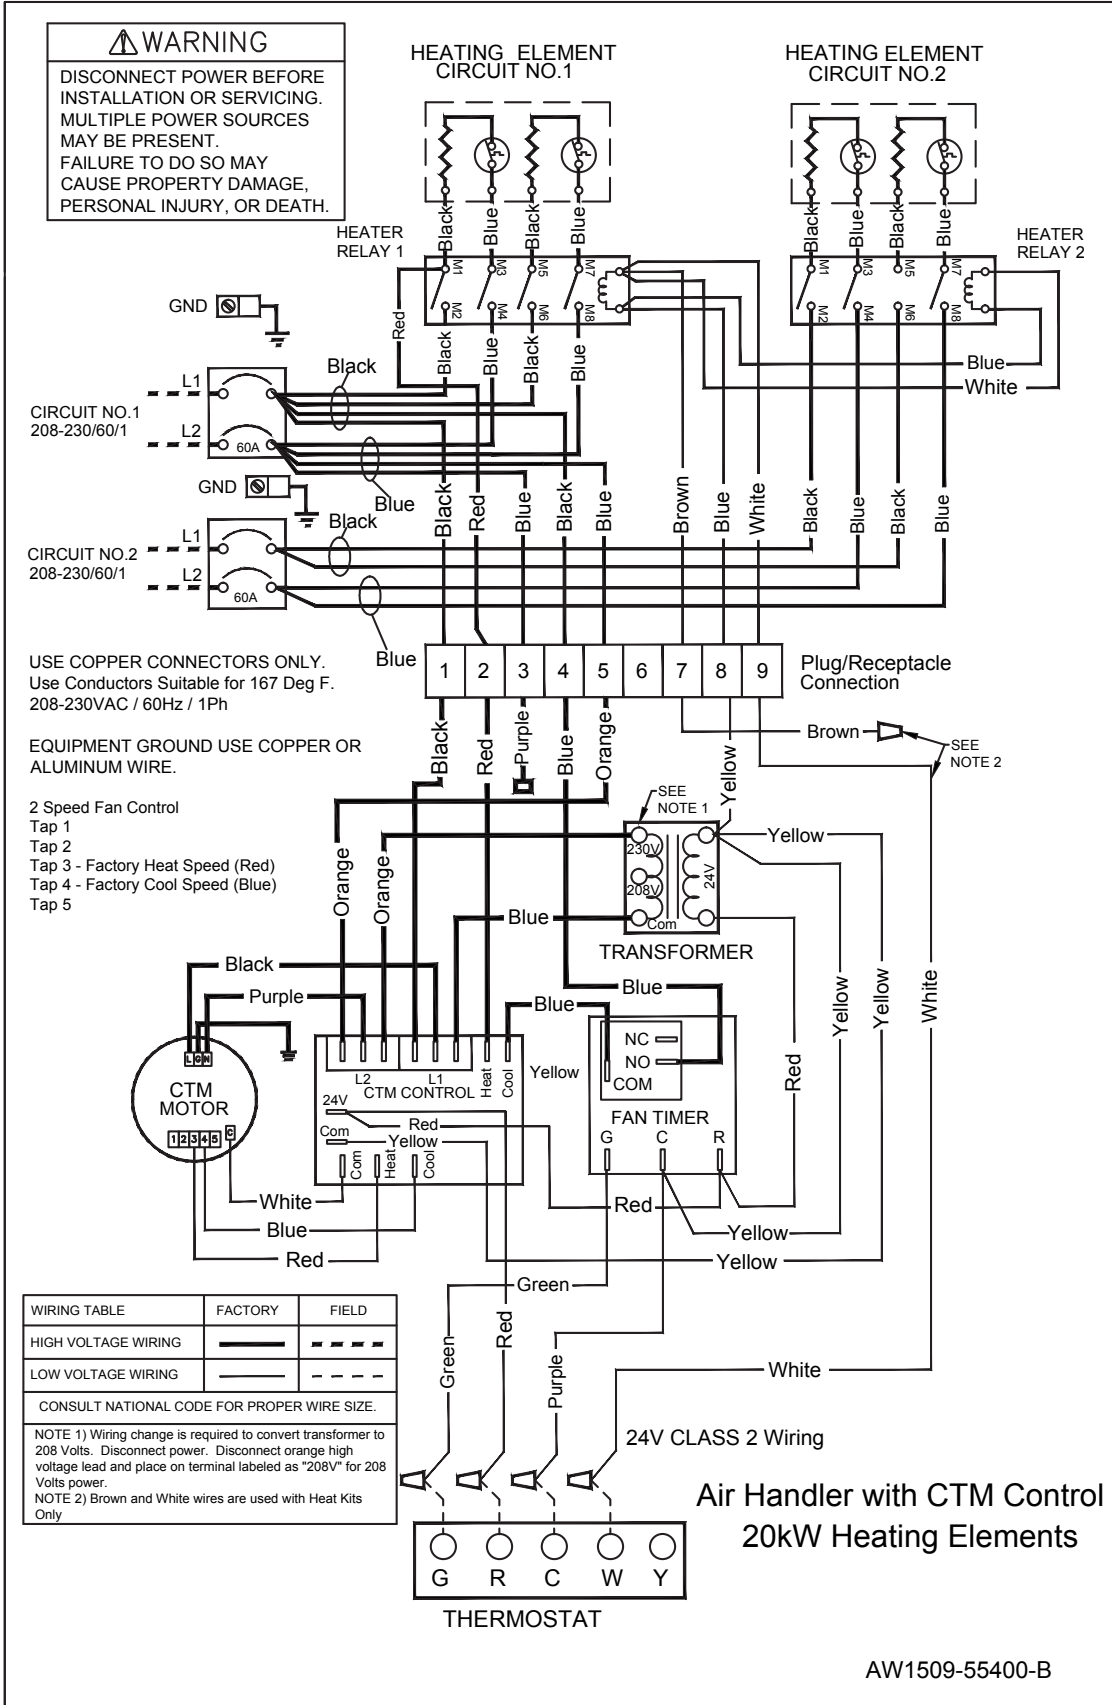 WARNING
DISCONNECT POWER BEFORE
INSTALLATION OR SERVICING.
MULTIPLE POWER SOURCES
MAY BE PRESENT.
FAILURE TO DO SO MAY
CAUSE PROPERTY DAMAGE,
PERSONAL INJURY, OR DEATH.
HEATING ELEMENT
CIRCUIT NO.1
HEATING ELEMENT
CIRCUIT NO.2
Black
Blue
Black
Blue
Black
Blue
Black
Blue
HEATER
RELAY 1
M1
M3
M5
M7
M2
M4
M6
M8
HEATER
RELAY 2
M1
M3
M5
M7
M2
M4
M6
M8
GND
Red
Black
Blue
Black
Blue
Blue
White
CIRCUIT NO.1
208-230/60/1
L1
L2
60A
Black
Blue
GND
CIRCUIT NO.2
208-230/60/1
L1
L2
60A
Black
Blue
Black
Red
Blue
Black
Blue
Brown
Blue
White
Black
Blue
Black
Blue
1
2
3
4
5
6
7
8
9
Plug/Receptacle
Connection
USE COPPER CONNECTORS ONLY.
Use Conductors Suitable for 167 Deg F.
208-230VAC / 60Hz / 1Ph
EQUIPMENT GROUND USE COPPER OR
ALUMINUM WIRE.
2 Speed Fan Control
Tap 1
Tap 2
Tap 3 - Factory Heat Speed (Red)
Tap 4 - Factory Cool Speed (Blue)
Tap 5
Black
Red
Purple
Blue
Orange
Yellow
Brown
SEE
NOTE 2
SEE
NOTE 1
Orange
Orange
230V
208V
Com
24V
TRANSFORMER
Yellow
Blue
Black
Purple
Blue
Blue
Yellow
Yellow
White
Red
L
G
N
CTM
MOTOR
1
2
3
4
5
C
L2
L1
CTM CONTROL
Heat
Cool
24V
Com
Com
Heat
Cool
Red
Yellow
Yellow
NC
NO
COM
FAN TIMER
G
C
R
White
Blue
Red
Red
Yellow
Yellow
Green
Green
Red
Purple
White
WIRING TABLE
FACTORY
FIELD
HIGH VOLTAGE WIRING
LOW VOLTAGE WIRING
CONSULT NATIONAL CODE FOR PROPER WIRE SIZE.
NOTE 1) Wiring change is required to convert transformer to
208 Volts. Disconnect power. Disconnect orange high
voltage lead and place on terminal labeled as "208V" for 208
Volts power.
NOTE 2) Brown and White wires are used with Heat Kits
Only
24V CLASS 2 Wiring
Air Handler with CTM Control
20kW Heating Elements
G
R
C
W
Y
THERMOSTAT
AW1509-55400-B